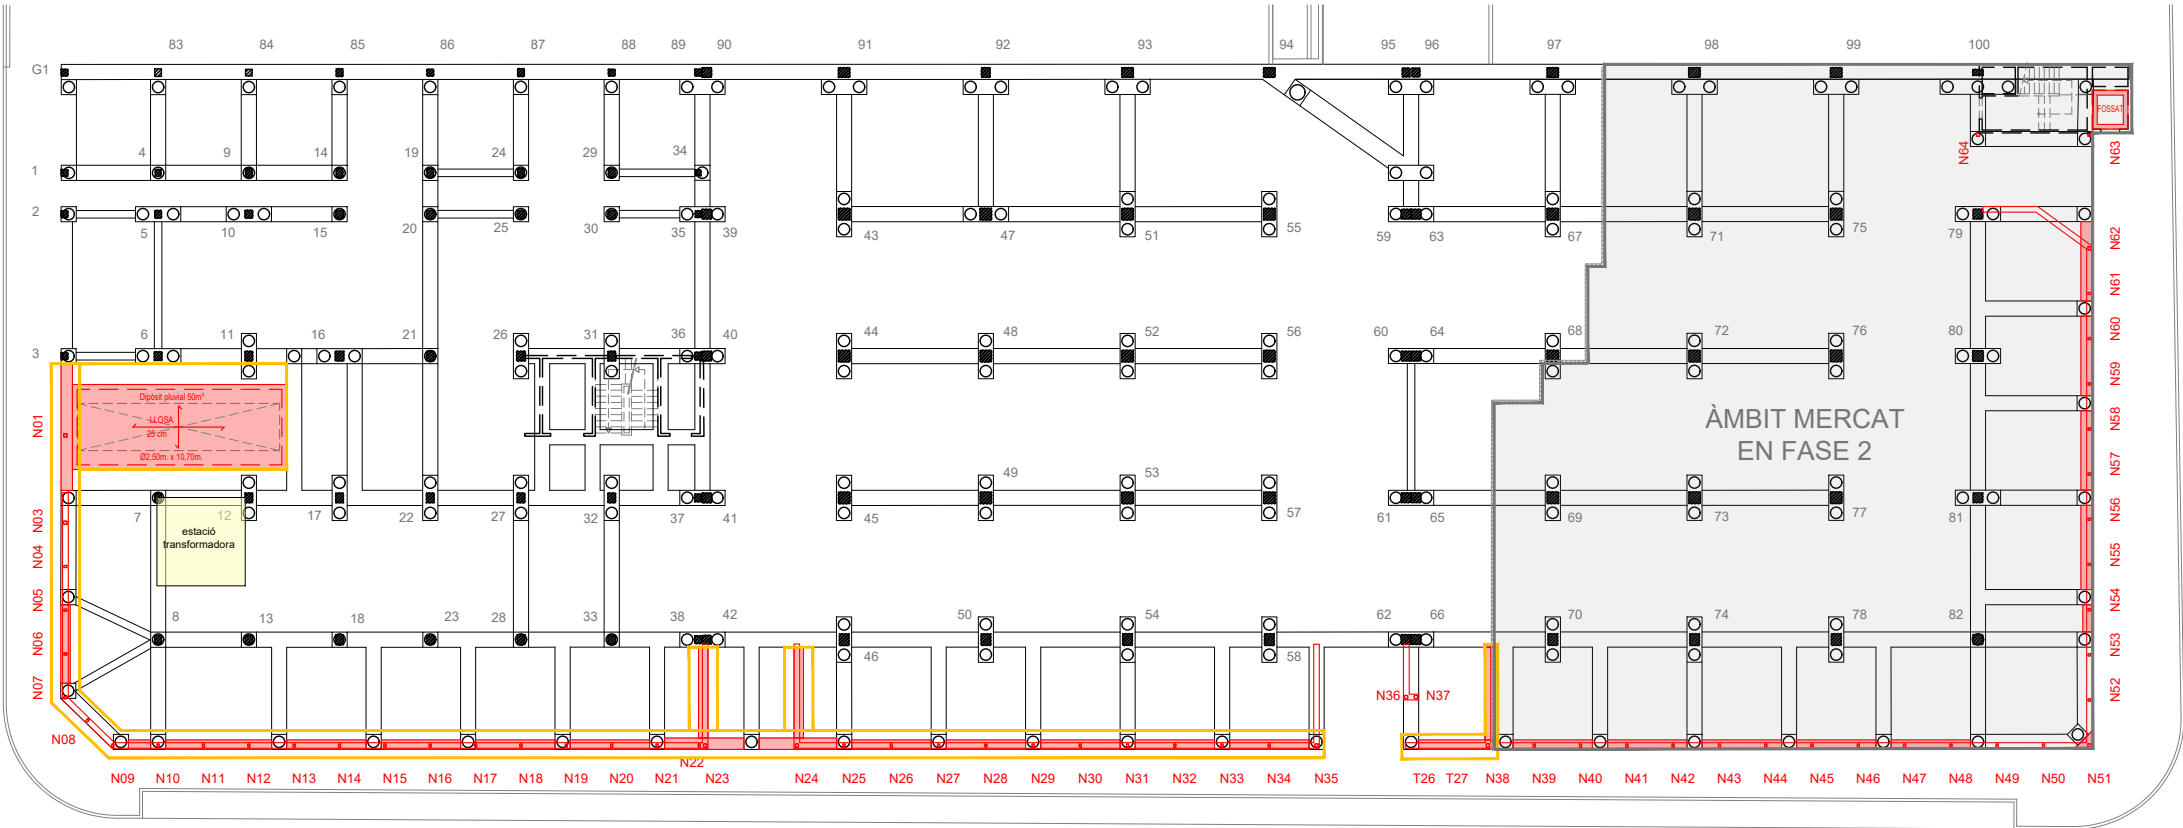 83 84 85 86 87 88 89 90 91 92 93 94 95 96 97 98 99 100
G1
FOSSAT
4 9 14 19 24 29 34
N64 N63
1
2
5 10 15 20 25 30 35 39 43 47 51 55 59 63 67 71 75 79
N62
N61
6 11 16 21 26 31 36 40 44 48 52 56 60 64 68 72 76 80
N60
3
N59
Dipòsit pluvial 50m³
LLOSA
25 cm
Ø2,50m. x 10,70m.
N01
ÀMBIT MERCAT
EN FASE 2
N58
N57
49 53
N56
7 12 17 22 27 32 37 41 45 57 61 65 69 73 77 81
N03
estació
transformadora
N04
N55
N05
N54
8 13 18 23 28 33 38 42 50 54 62 66 70 74 78 82
N06
N53
46 58
N07
N36 N37
N52
N08
N22
N09 N10 N11 N12 N13 N14 N15 N16 N17 N18 N19 N20 N21 N23 N24 N25 N26 N27 N28 N29 N30 N31 N32 N33 N34 N35 T26 T27 N38 N39 N40 N41 N42 N43 N44 N45 N46 N47 N48 N49 N50 N51